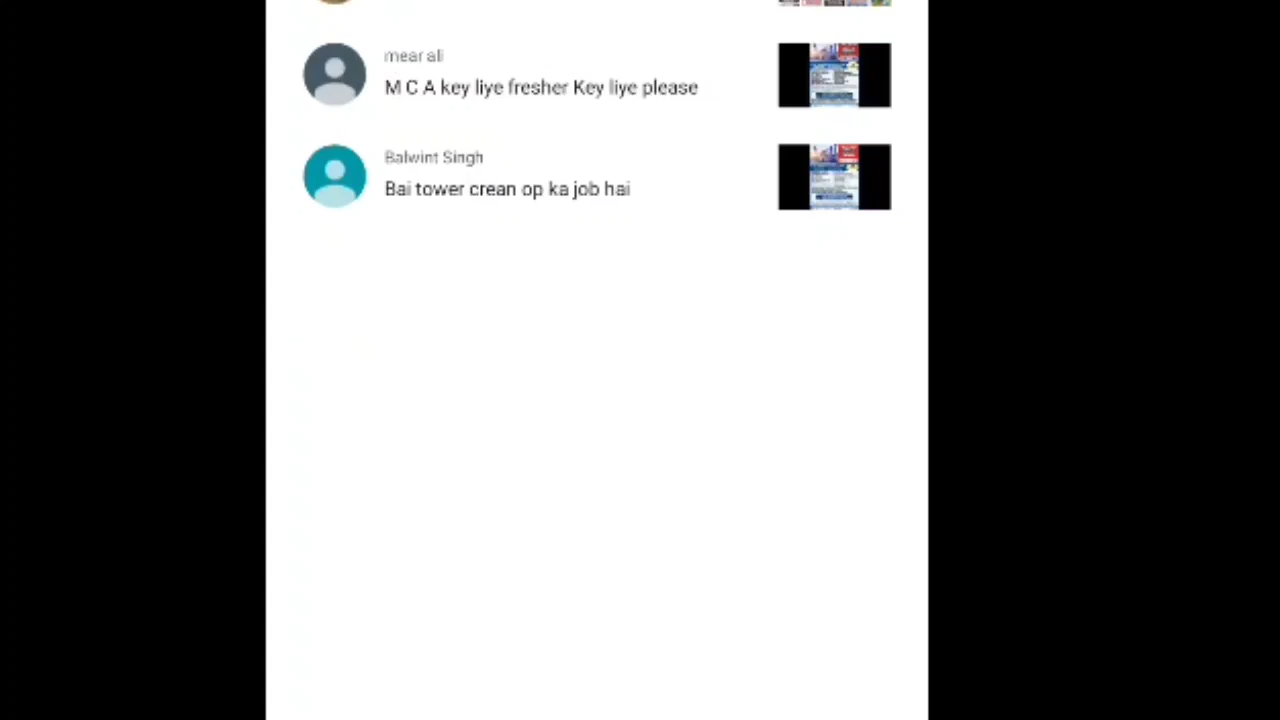 mear ali
M C A key liye fresher Key liye please
Balwint Singh
Bai tower crean op ka job hai